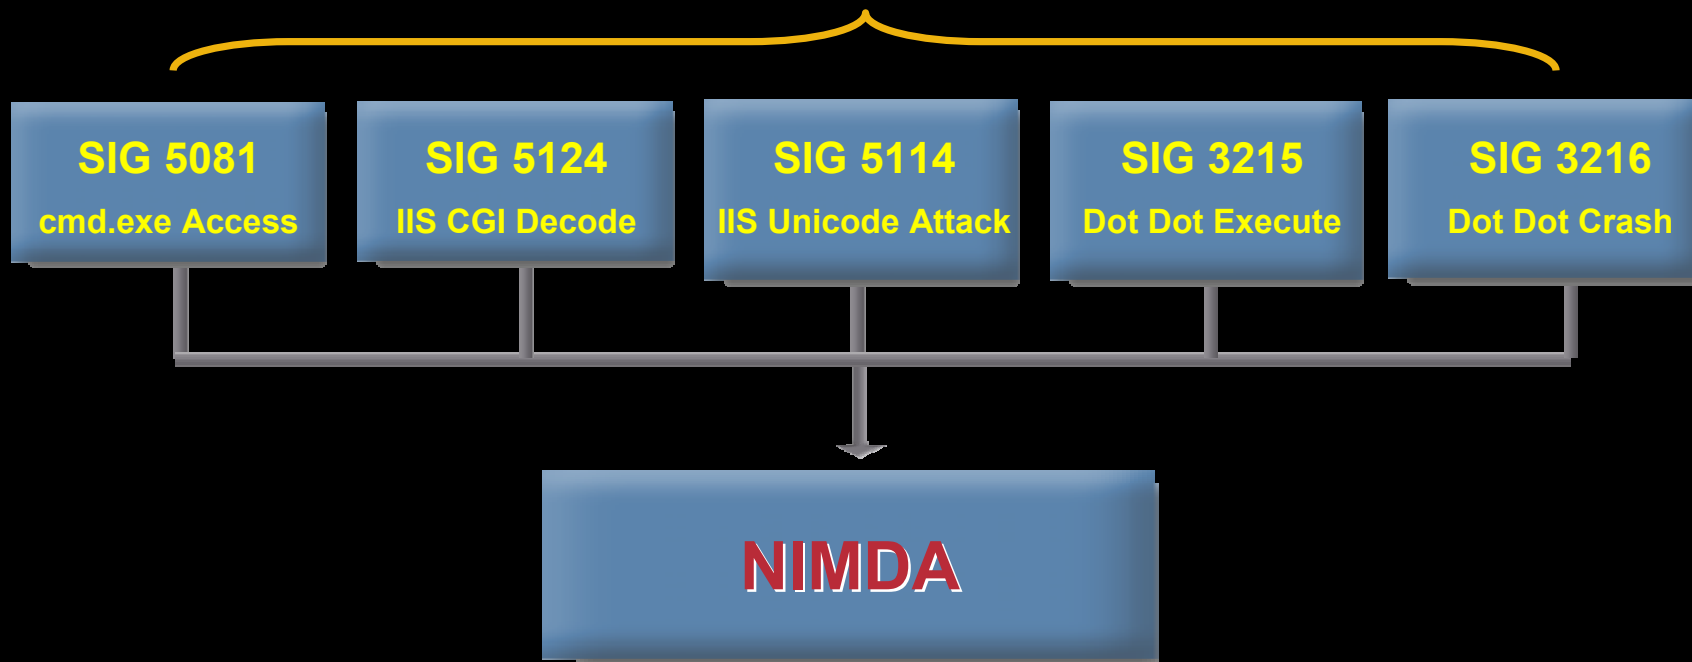 SIG 5081
cmd.exe Access
SIG 5124
IIS CGI Decode
SIG 5114
IIS Unicode Attack
SIG 3215
Dot Dot Execute
SIG 3216
Dot Dot Crash
NIMDA